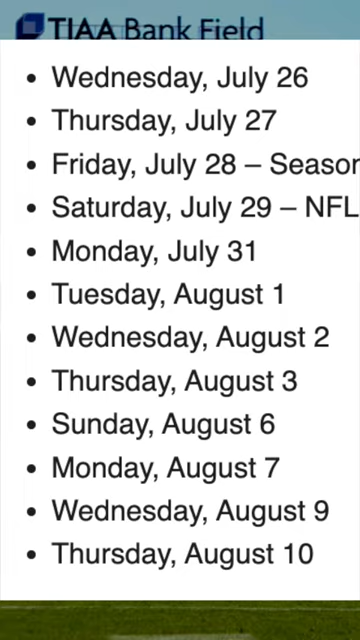 TIAA Bank Field
• Wednesday, July 26
• Thursday, July 27
• Friday, July 28 – Season
• Saturday, July 29 – NFL
• Monday, July 31
• Tuesday, August 1
• Wednesday, August 2
• Thursday, August 3
• Sunday, August 6
• Monday, August 7
• Wednesday, August 9
• Thursday, August 10